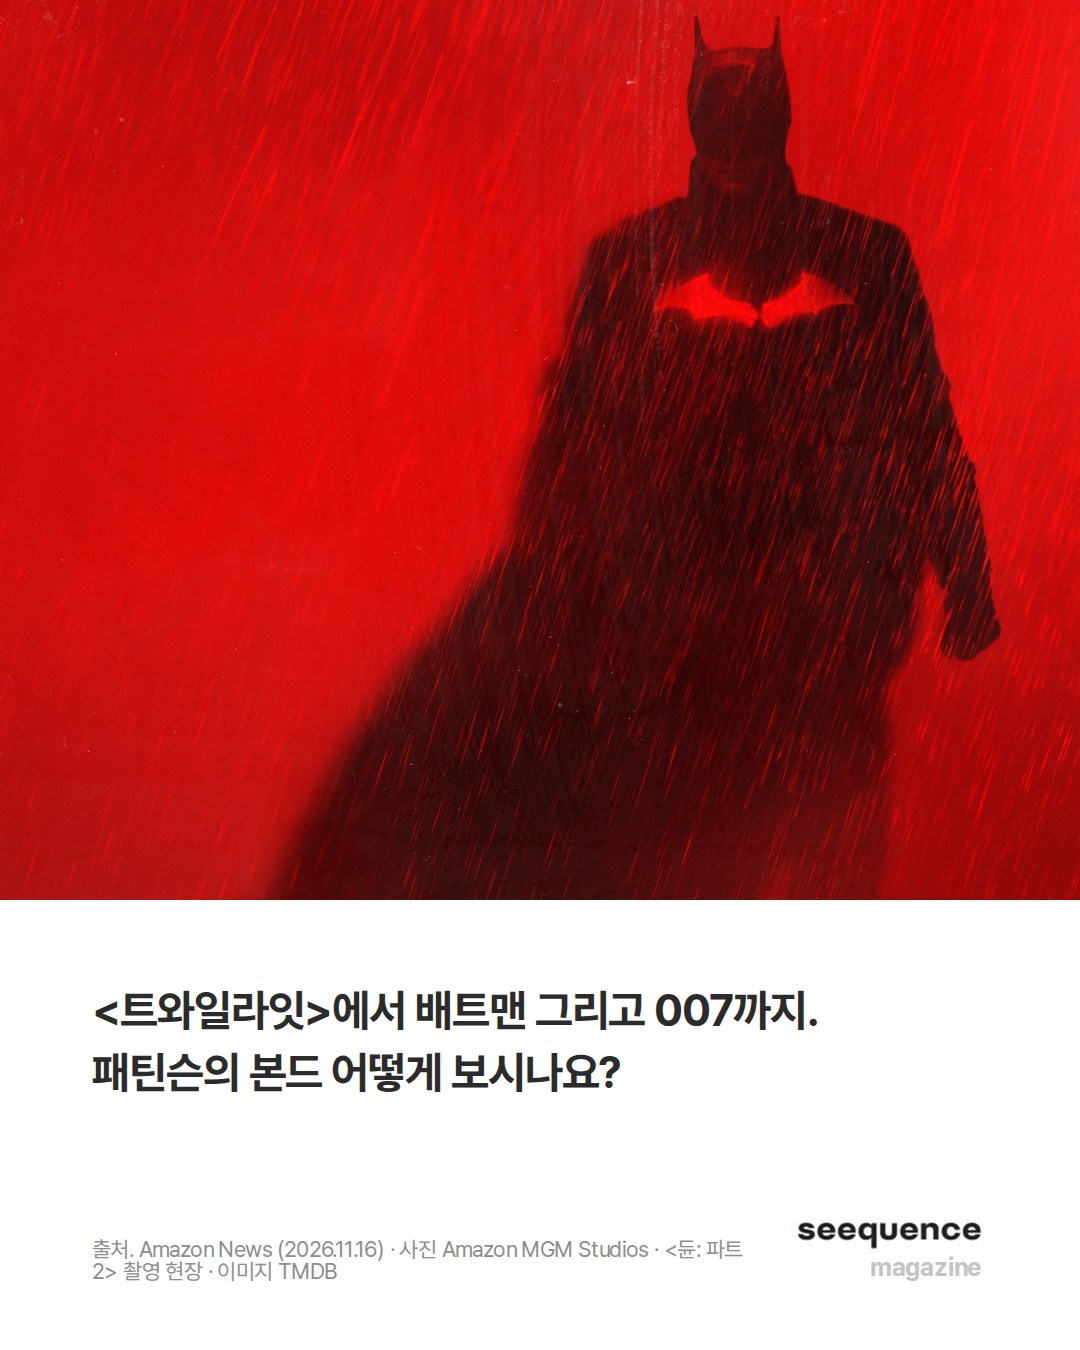 <트와일라잇>에서 배트맨 그리고 007까지.
패틴슨의 본드 어떻게 보시나요?
출처. Amazon News (2026.11.16) · 사진 Amazon MGM Studios · <듄: 파트
2> 촬영 현장 · 이미지 TMDB
seequence
magazine